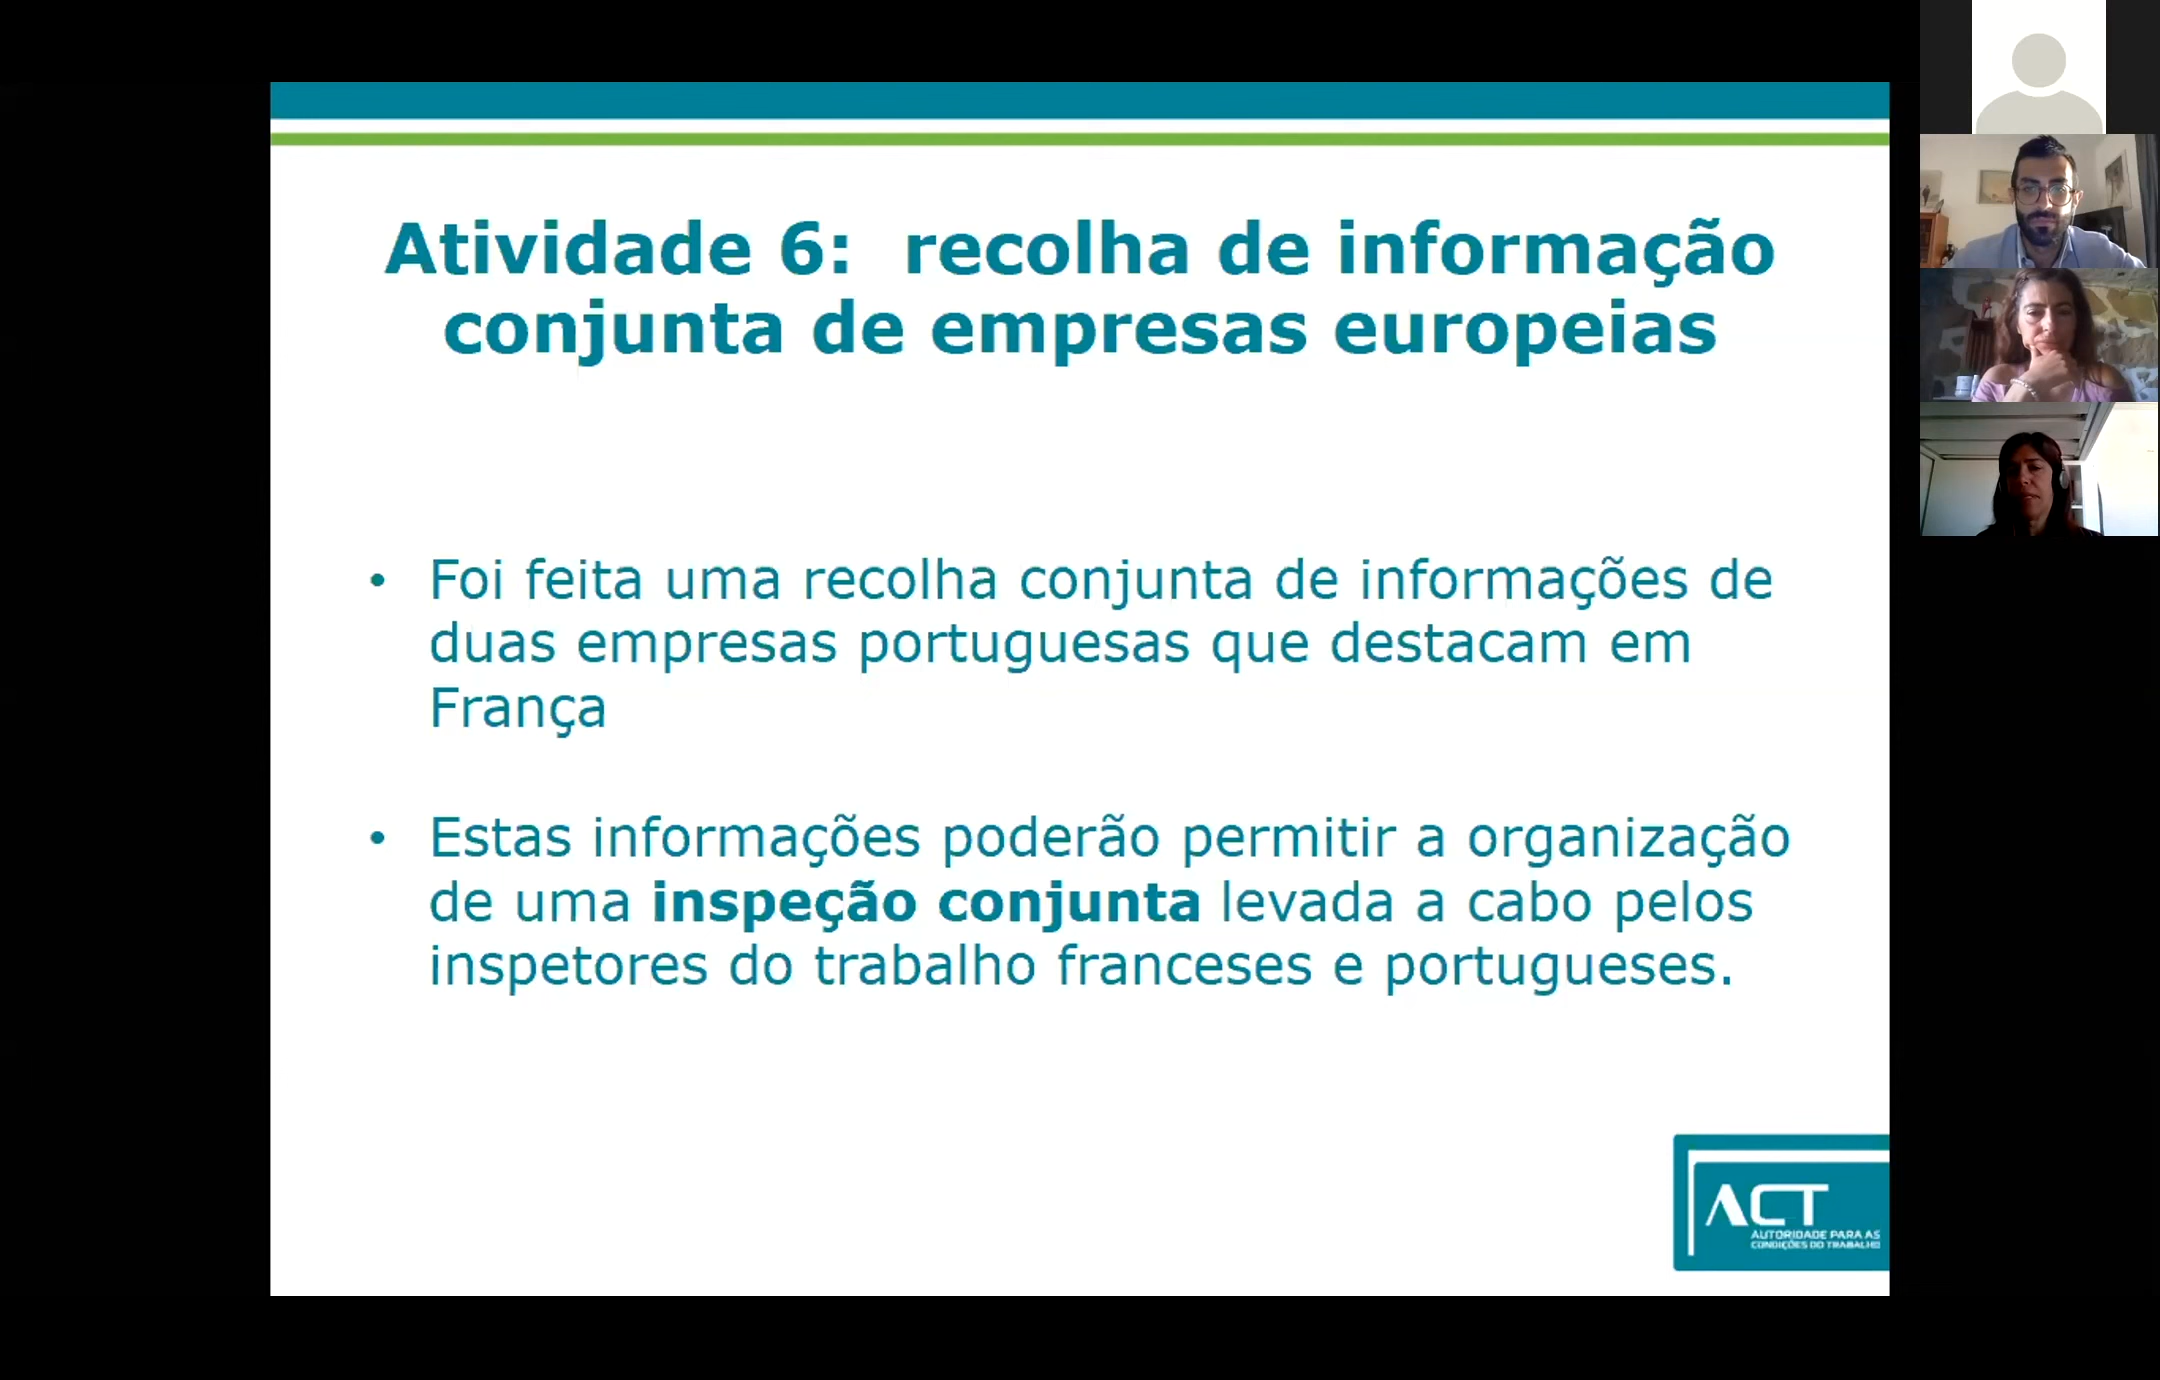 Atividade 6:  recolha de informação
conjunta de empresas europeias
• Foi feita uma recolha conjunta de informações de
duas empresas portuguesas que destacam em
França
• Estas informações poderão permitir a organização
de uma inspeção conjunta levada a cabo pelos
inspetores do trabalho franceses e portugueses.
ACT
AUTORIDADE PARA AS
CONDIÇÕES DO TRABALHO